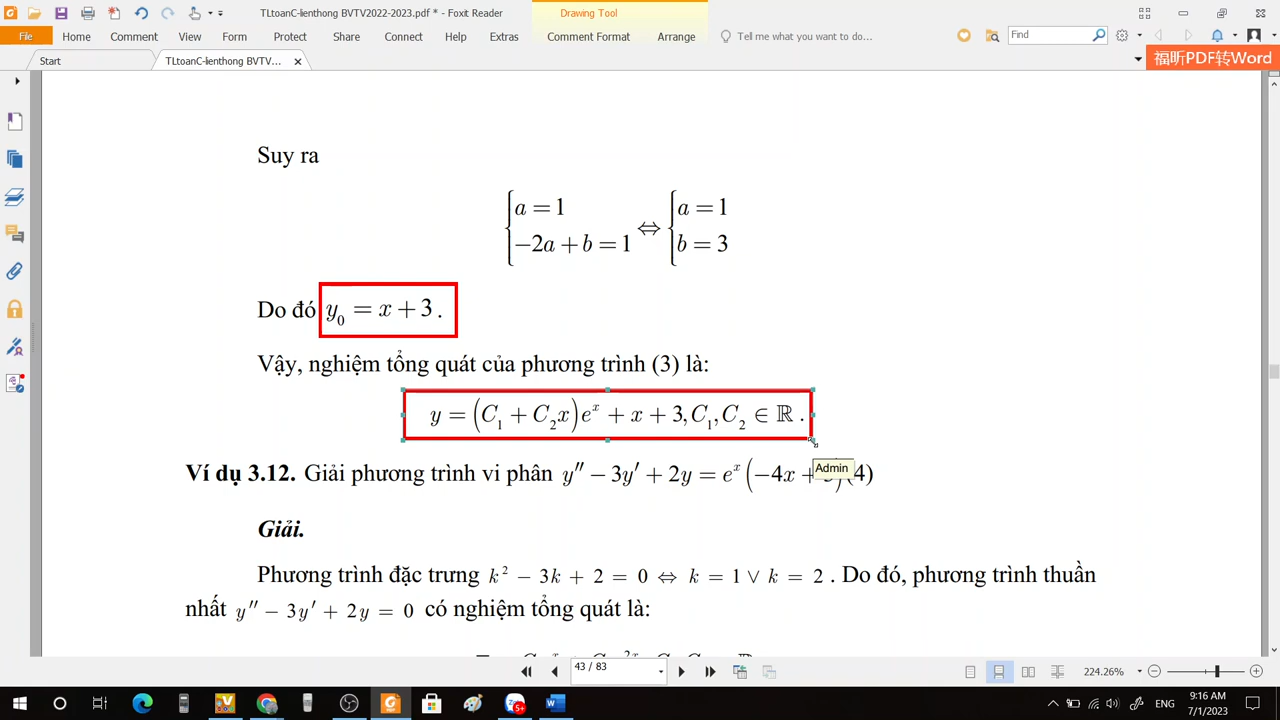 TLtoanC-lienthong BVTV2022-2023.pdf * - Foxit Reader
Drawing Tool
File Home Comment View Form Protect Share Connect Help Extras Comment Format Arrange Tell me what you want to do... Find
Start TLtoanC-lienthong BVTV...
福昕PDF转Word
Suy ra
{a = 1 ⇔ {a = 1
{−2a + b = 1 {b = 3
Do đó y₀ = x + 3.
Vậy, nghiệm tổng quát của phương trình (3) là:
y = (C₁ + C₂x)eˣ + x + 3, C₁, C₂ ∈ ℝ.
Admin
Ví dụ 3.12. Giải phương trình vi phân y″ − 3y′ + 2y = eˣ(−4x + 4)
Giải.
Phương trình đặc trưng k² − 3k + 2 = 0 ⇔ k = 1 ∨ k = 2. Do đó, phương trình thuần
nhất y″ − 3y′ + 2y = 0 có nghiệm tổng quát là:
43 / 83
224.26%
5+
ENG
9:16 AM
7/1/2023